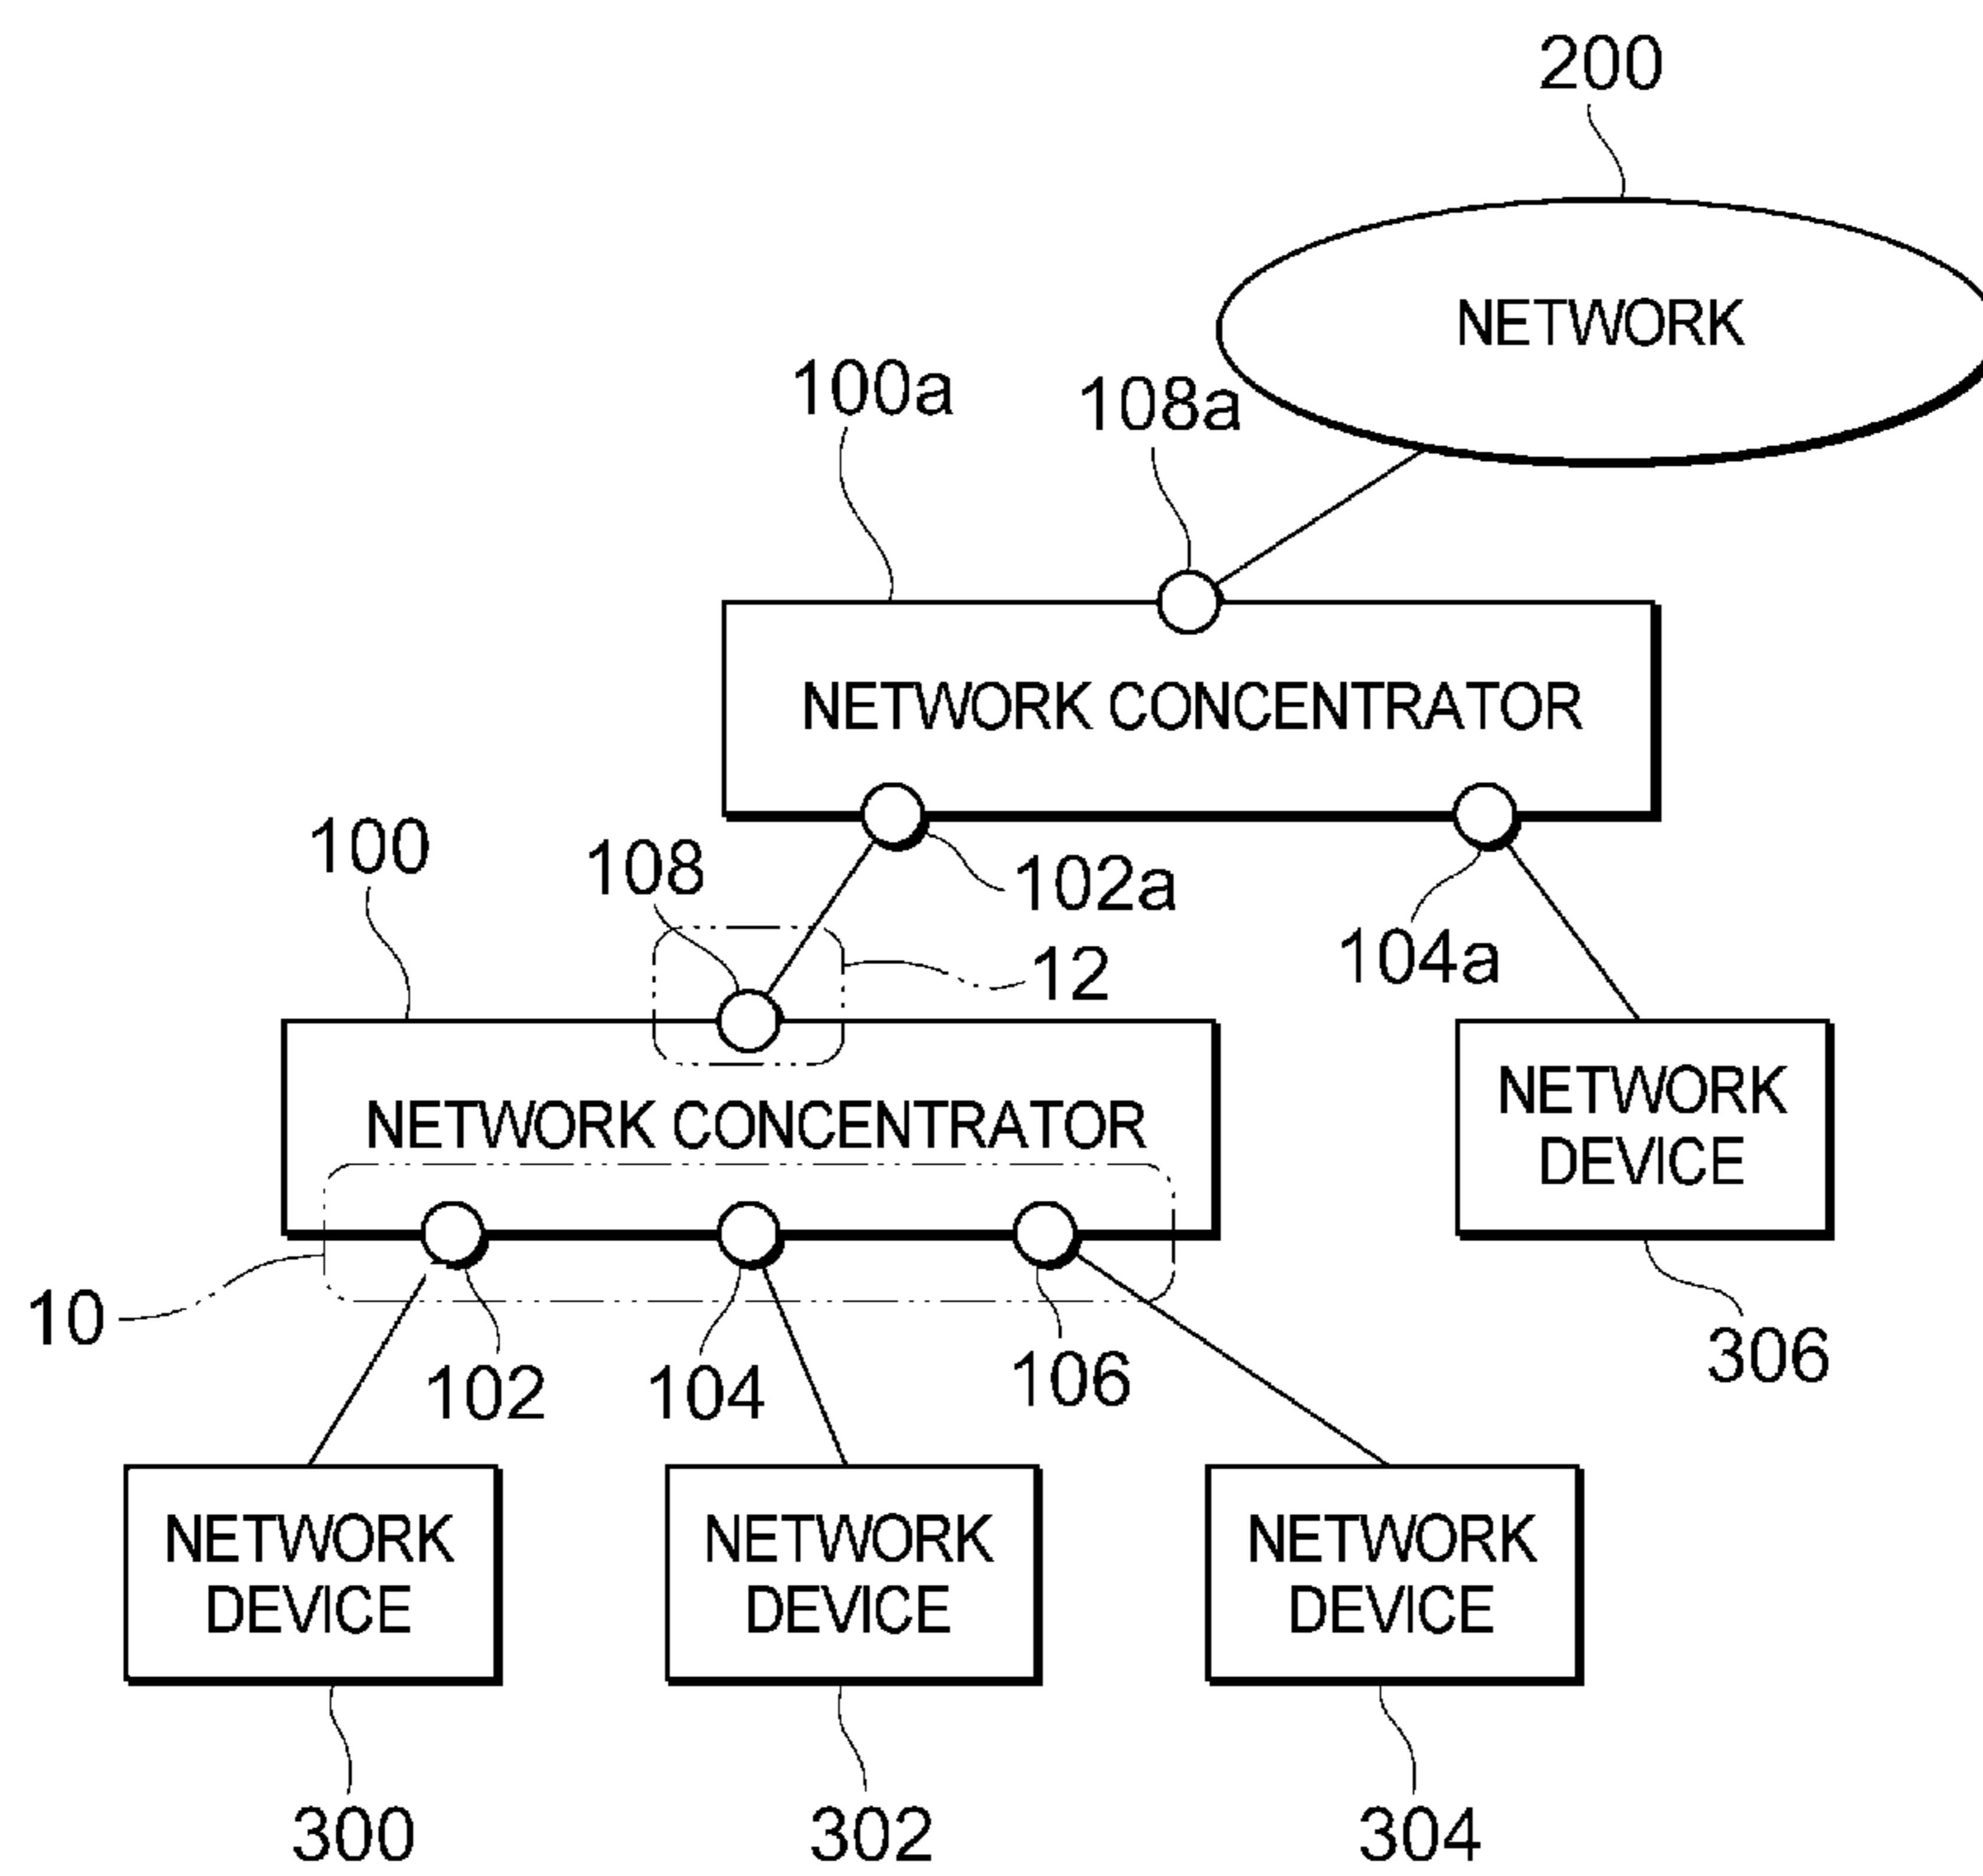 200
NETWORK
100a
108a
NETWORK CONCENTRATOR
100
108
102a
12
104a
NETWORK CONCENTRATOR
NETWORK
DEVICE
10
102
104
106
306
NETWORK
DEVICE
NETWORK
DEVICE
NETWORK
DEVICE
300
302
304